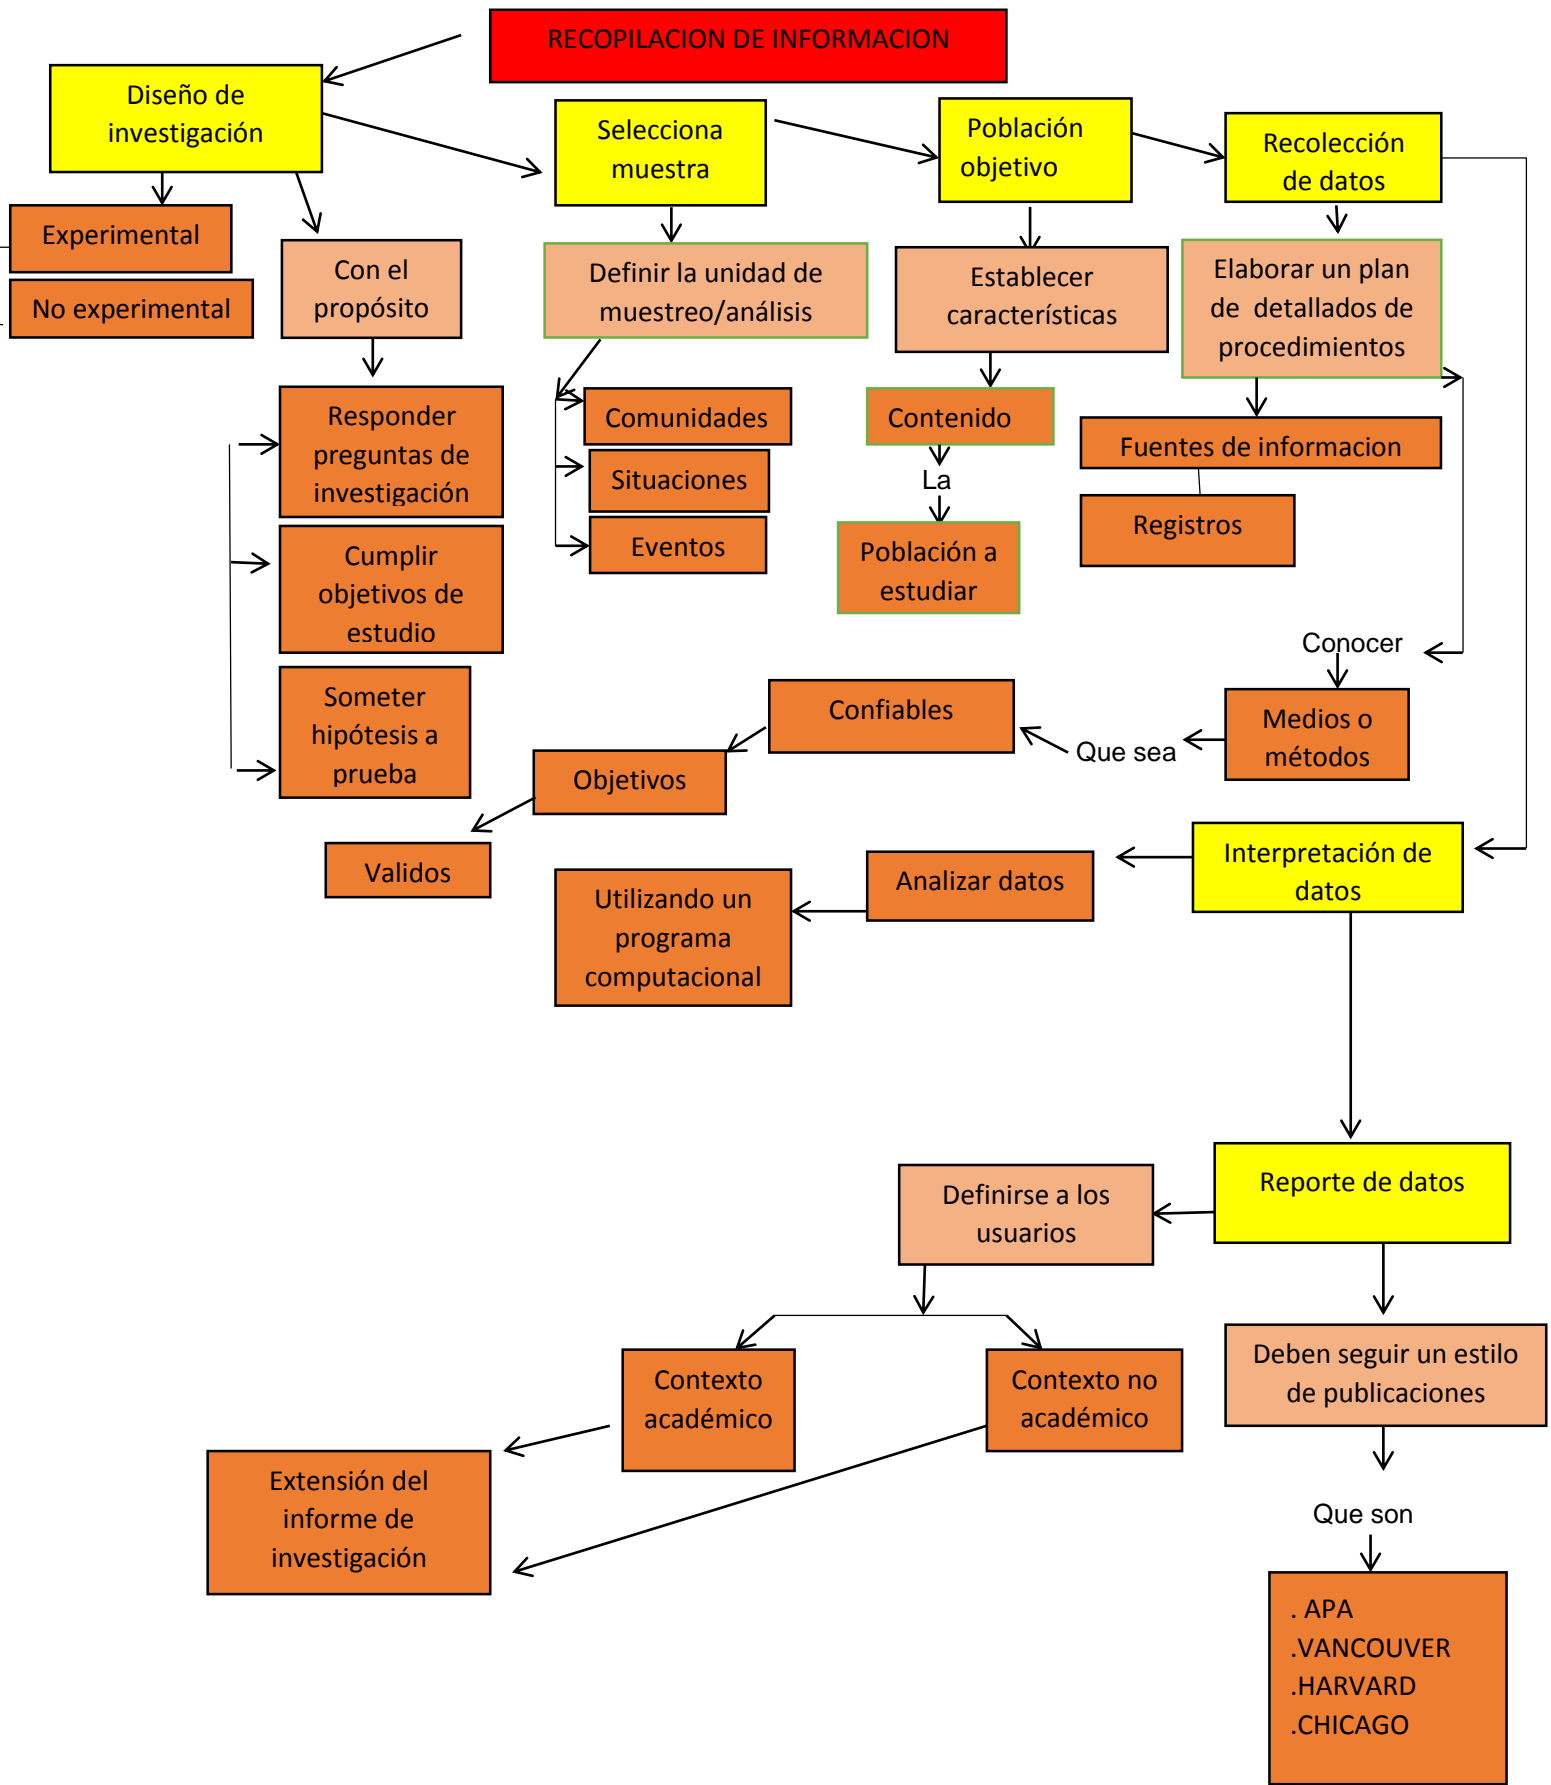 RECOPILACION DE INFORMACION
Diseño de
investigación
Selecciona
muestra
Población
objetivo
Recolección
de datos
Experimental
No experimental
Con el
propósito
Definir la unidad de
muestreo/análisis
Establecer
características
Elaborar un plan
de detallados de
procedimientos
Responder
preguntas de
investigación
Cumplir
objetivos de
estudio
Someter
hipótesis a
prueba
Comunidades
Situaciones
Eventos
Contenido
La
Población a
estudiar
Fuentes de informacion
Registros
Conocer
Medios o
métodos
Que sea
Confiables
Objetivos
Validos
Interpretación de
datos
Analizar datos
Utilizando un
programa
computacional
Reporte de datos
Definirse a los
usuarios
Contexto
académico
Contexto no
académico
Extensión del
informe de
investigación
Deben seguir un estilo
de publicaciones
Que son
. APA
.VANCOUVER
.HARVARD
.CHICAGO